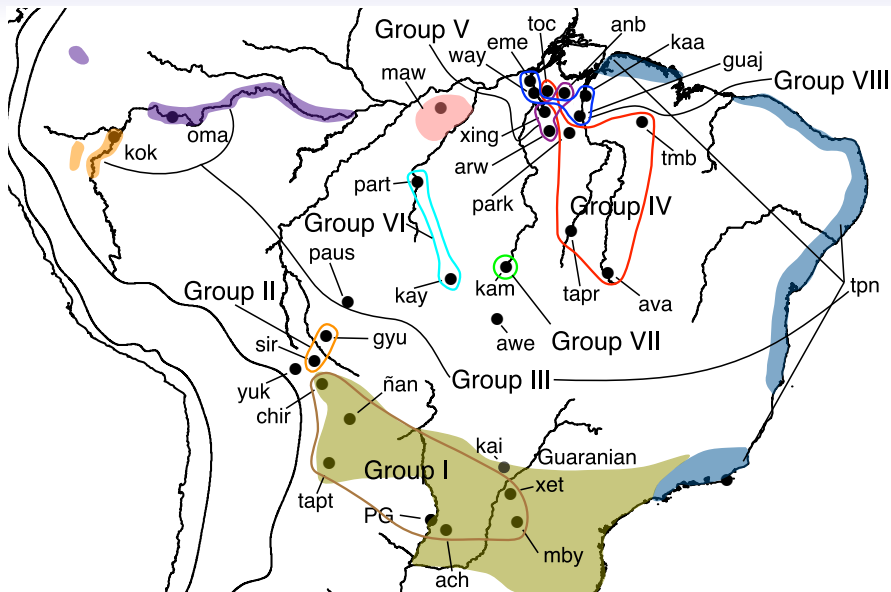 Group V
toc
anb
eme
kaa
way
guaj
maw
Group VIII
oma
xing
kok
tmb
arw
part
park
Group IV
Group VI
paus
tpn
Group II
kay
kam
tapr
ava
gyu
awe
Group VII
sir
yuk
ñan
Group III
chir
kai
Guaranian
Group I
xet
tapt
PG
mby
ach